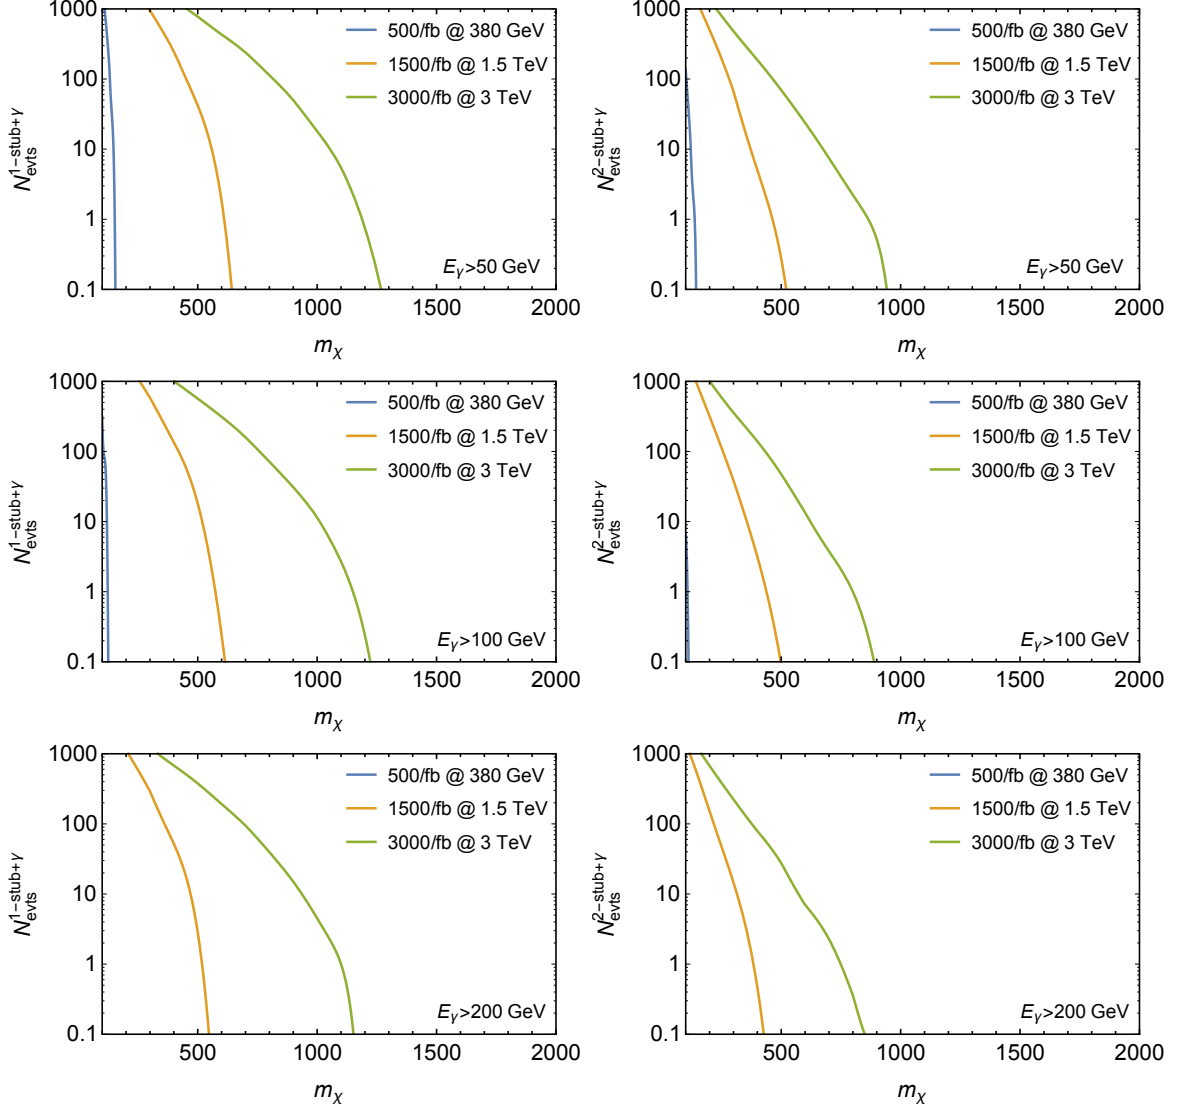 1000
100
10
1
0.1
N_evts^1−stub+γ
500/fb @ 380 GeV
1500/fb @ 1.5 TeV
3000/fb @ 3 TeV
E_γ>50 GeV
500 1000 1500 2000
m_χ
1000
100
10
1
0.1
N_evts^2−stub+γ
500/fb @ 380 GeV
1500/fb @ 1.5 TeV
3000/fb @ 3 TeV
E_γ>50 GeV
500 1000 1500 2000
m_χ
1000
100
10
1
0.1
N_evts^1−stub+γ
500/fb @ 380 GeV
1500/fb @ 1.5 TeV
3000/fb @ 3 TeV
E_γ>100 GeV
500 1000 1500 2000
m_χ
1000
100
10
1
0.1
N_evts^2−stub+γ
500/fb @ 380 GeV
1500/fb @ 1.5 TeV
3000/fb @ 3 TeV
E_γ>100 GeV
500 1000 1500 2000
m_χ
1000
100
10
1
0.1
N_evts^1−stub+γ
500/fb @ 380 GeV
1500/fb @ 1.5 TeV
3000/fb @ 3 TeV
E_γ>200 GeV
500 1000 1500 2000
m_χ
1000
100
10
1
0.1
N_evts^2−stub+γ
500/fb @ 380 GeV
1500/fb @ 1.5 TeV
3000/fb @ 3 TeV
E_γ>200 GeV
500 1000 1500 2000
m_χ